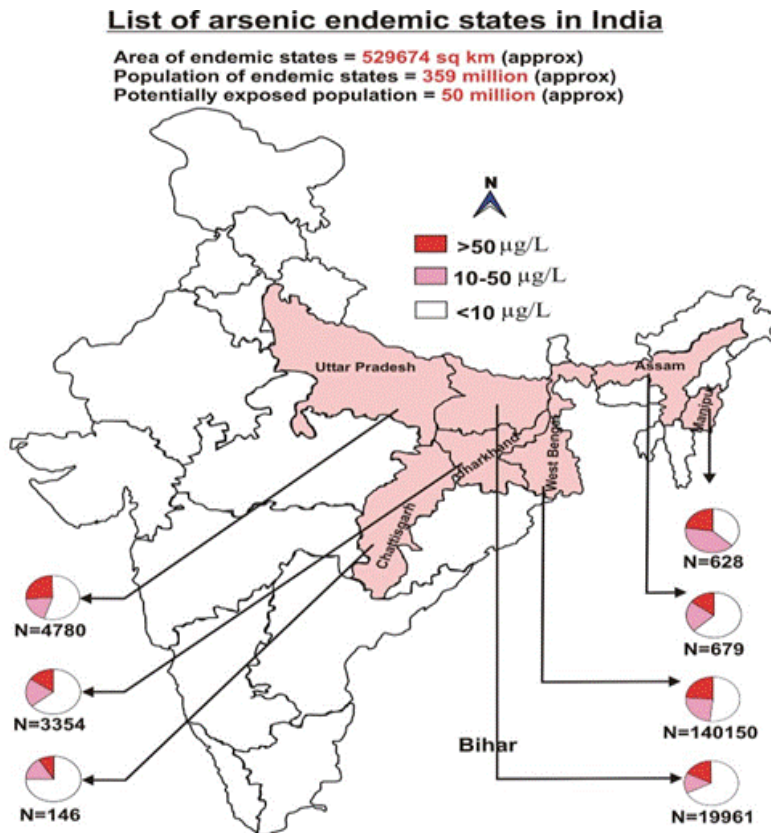 List of arsenic endemic states in India
Area of endemic states = 529674 sq km (approx)
Population of endemic states = 359 million (approx)
Potentially exposed population = 50 million (approx)
N
>50 µg/L
10-50 µg/L
<10 µg/L
Uttar Pradesh
Assam
Manipur
Jharkhand
West Bengal
Chattisgarh
N=628
N=4780
N=679
N=3354
N=140150
Bihar
N=146
N=19961